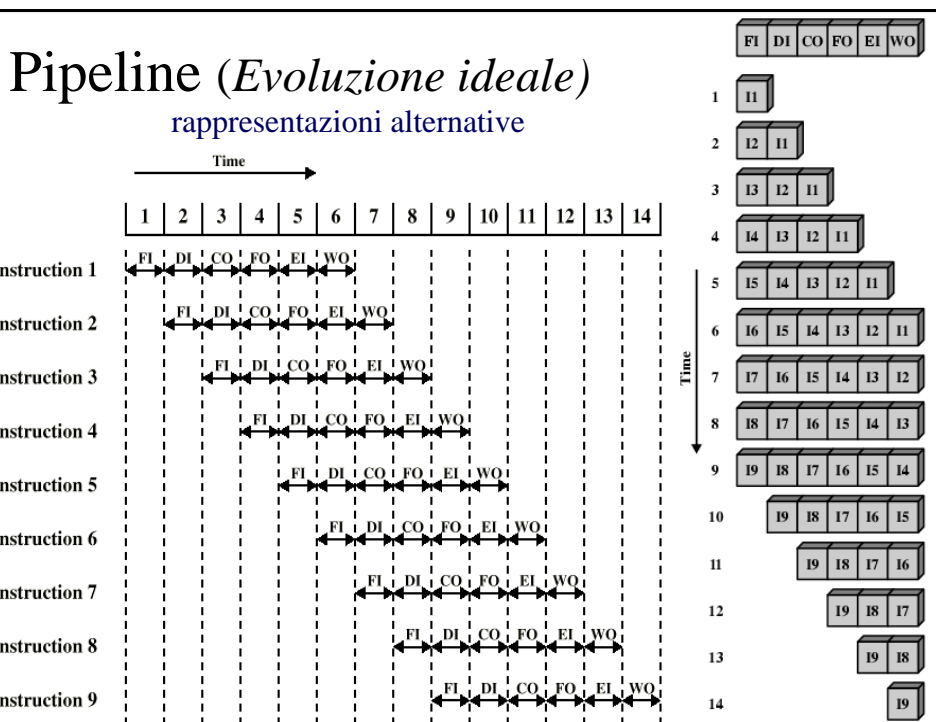 Pipeline (Evoluzione ideale)
rappresentazioni alternative
Time
1 2 3 4 5 6 7 8 9 10 11 12 13 14
nstruction 1 FI DI CO FO EI WO
nstruction 2 FI DI CO FO EI WO
nstruction 3 FI DI CO FO EI WO
nstruction 4 FI DI CO FO EI WO
nstruction 5 FI DI CO FO EI WO
nstruction 6 FI DI CO FO EI WO
nstruction 7 FI DI CO FO EI WO
nstruction 8 FI DI CO FO EI WO
nstruction 9 FI DI CO FO EI WO
FI DI CO FO EI WO
1 I1
2 I2 I1
3 I3 I2 I1
4 I4 I3 I2 I1
5 I5 I4 I3 I2 I1
6 I6 I5 I4 I3 I2 I1
Time
7 I7 I6 I5 I4 I3 I2
8 I8 I7 I6 I5 I4 I3
9 I9 I8 I7 I6 I5 I4
10 I9 I8 I7 I6 I5
11 I9 I8 I7 I6
12 I9 I8 I7
13 I9 I8
14 I9